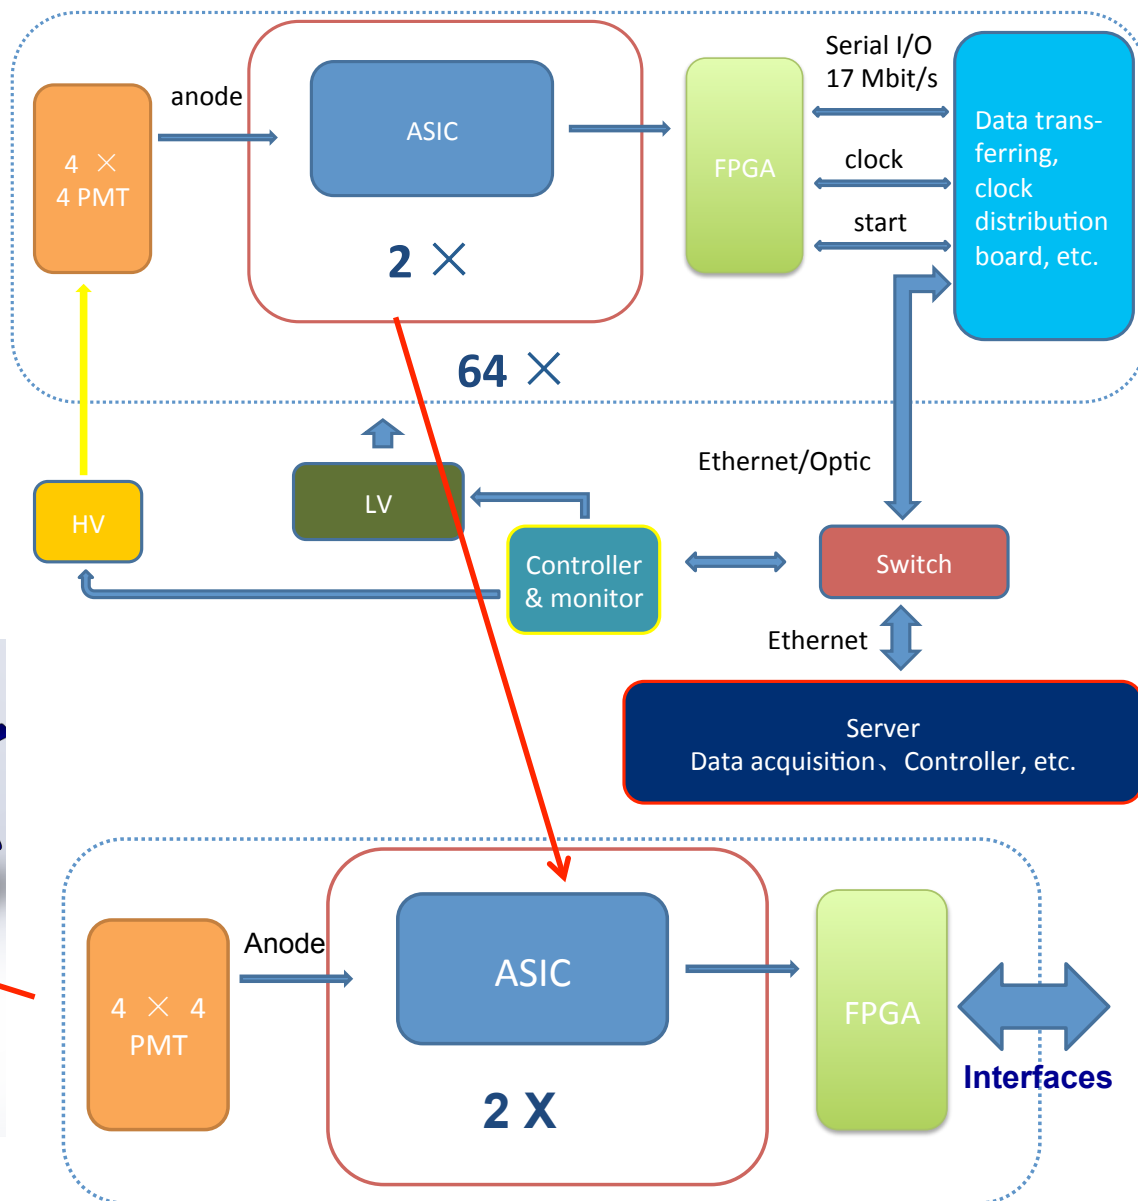 Serial I/O
17 Mbit/s
anode
ASIC
4 ×
4 PMT
FPGA
clock
start
Data trans-
ferring,
clock
distribution
board, etc.
2 ×
64 ×
Ethernet/Optic
HV
LV
Controller
& monitor
Switch
Ethernet
Server
Data acquisition、Controller, etc.
Anode
ASIC
4 × 4
PMT
FPGA
Interfaces
2 X